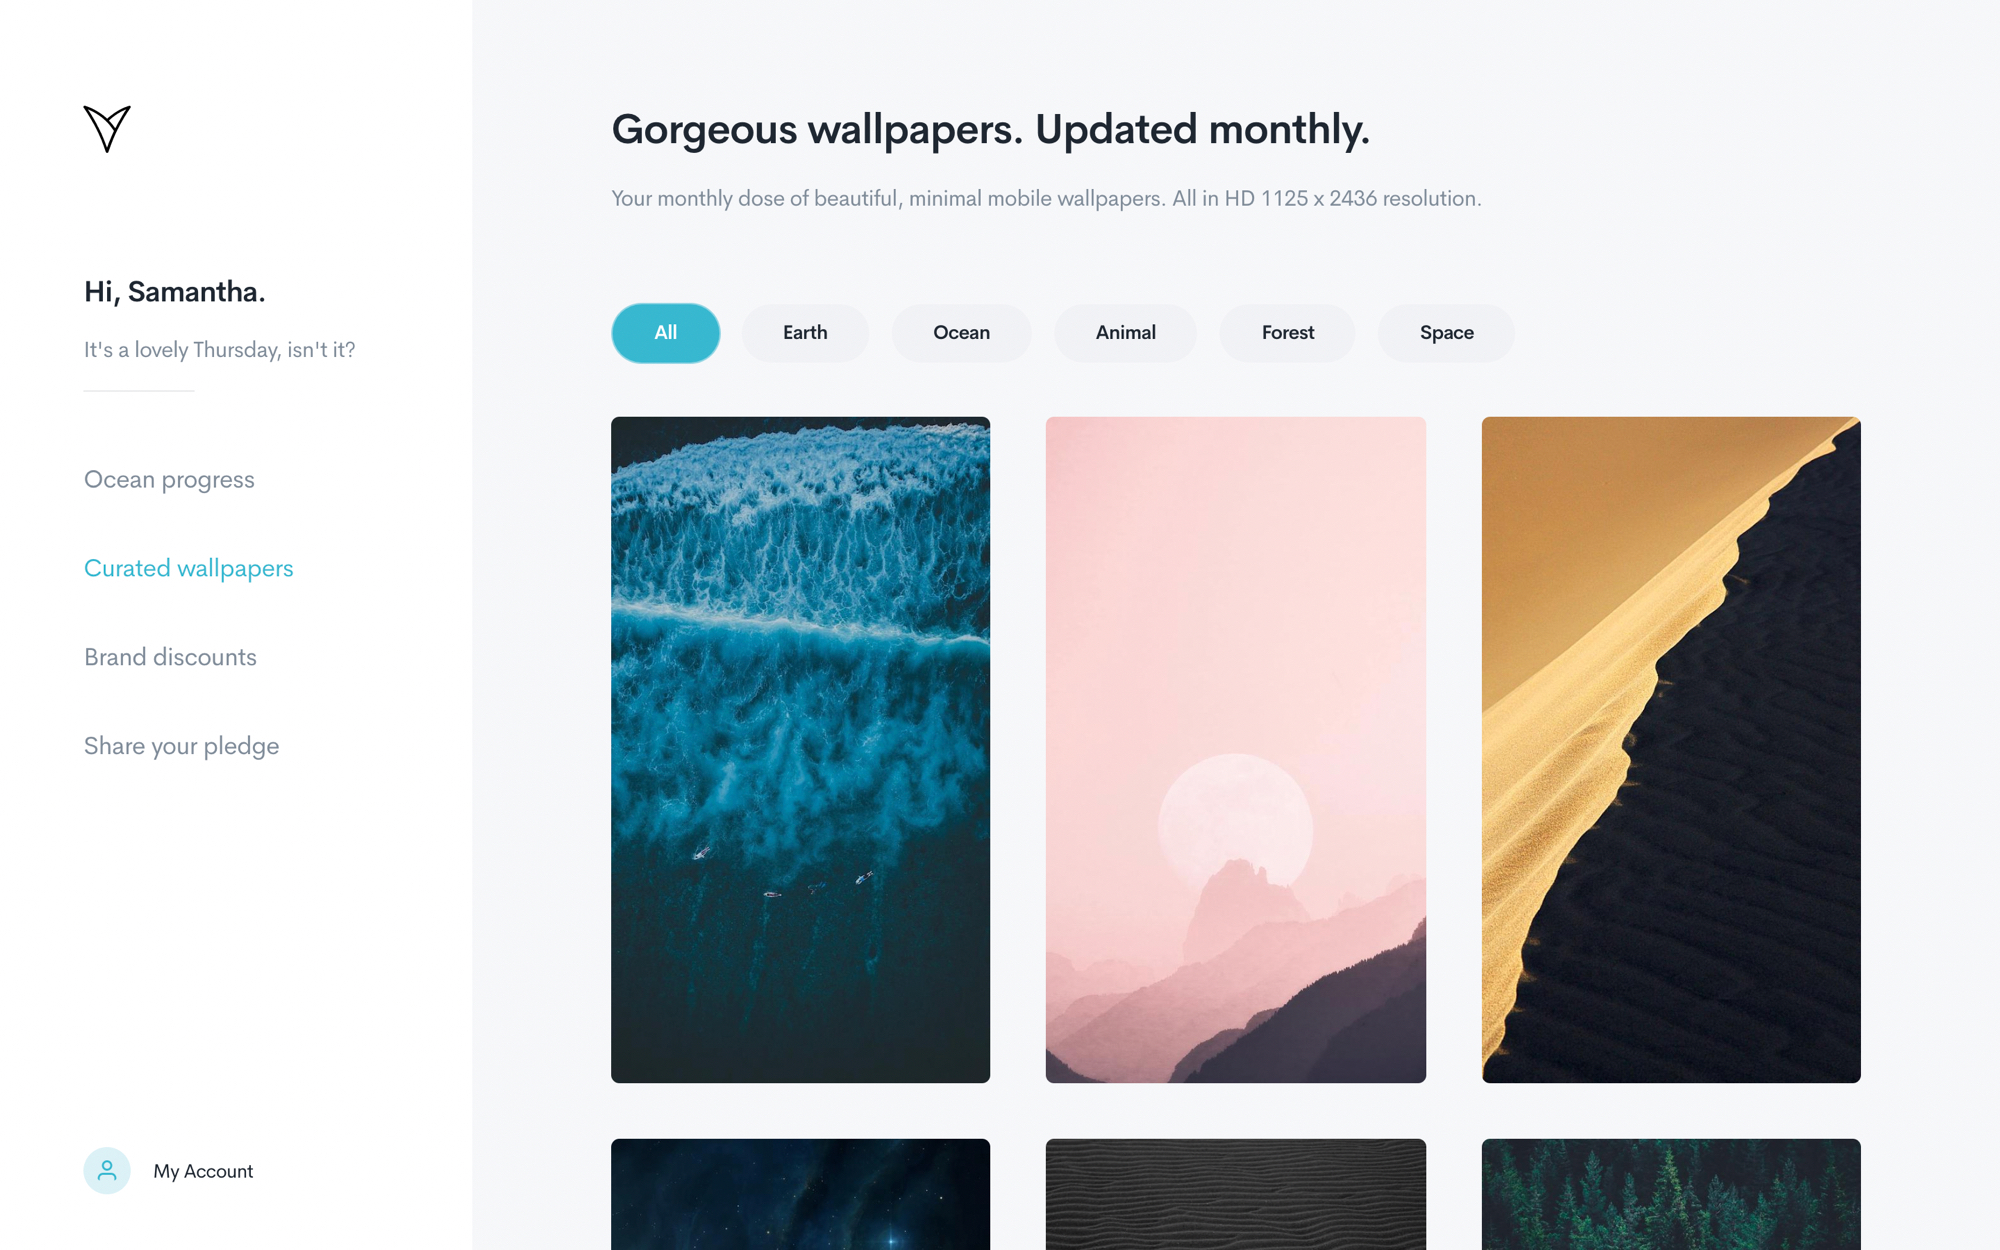 Hi, Samantha.
It's a lovely Thursday, isn't it?
Ocean progress
Curated wallpapers
Brand discounts
Share your pledge
My Account
Gorgeous wallpapers. Updated monthly.
Your monthly dose of beautiful, minimal mobile wallpapers. All in HD 1125 x 2436 resolution.
All Earth Ocean Animal Forest Space